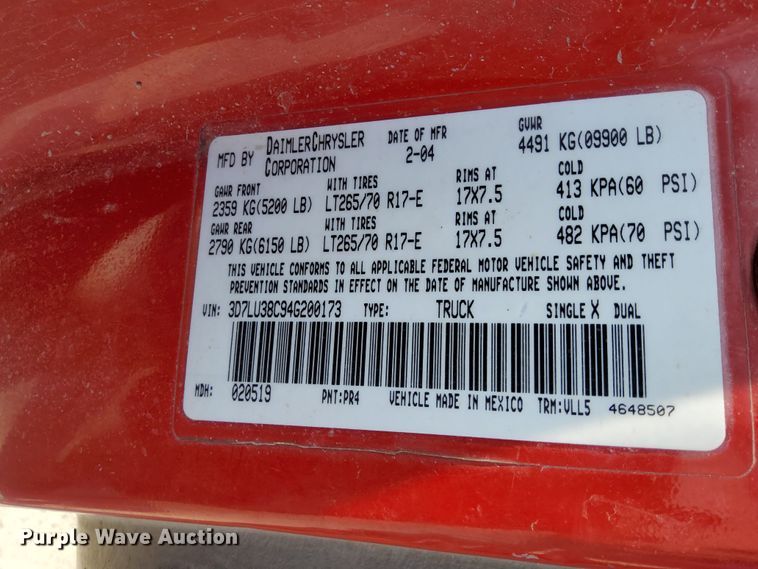 MFD BY DAIMLERCHRYSLER CORPORATION DATE OF MFR 2-04 GVWR 4491 KG(09900 LB)
GAWR FRONT WITH TIRES RIMS AT COLD
2359 KG(5200 LB) LT265/70 R17-E 17X7.5 413 KPA(60 PSI)
GAWR REAR WITH TIRES RIMS AT COLD
2790 KG(6150 LB) LT265/70 R17-E 17X7.5 482 KPA(70 PSI)
THIS VEHICLE CONFORMS TO ALL APPLICABLE FEDERAL MOTOR VEHICLE SAFETY AND THEFT
PREVENTION STANDARDS IN EFFECT ON THE DATE OF MANUFACTURE SHOWN ABOVE.
VIN: 3D7LU38C94G200173 TYPE: TRUCK SINGLE X DUAL
MDH: 020519 PNT:PR4 VEHICLE MADE IN MEXICO TRM:VLL5 4648507
Purple Wave Auction